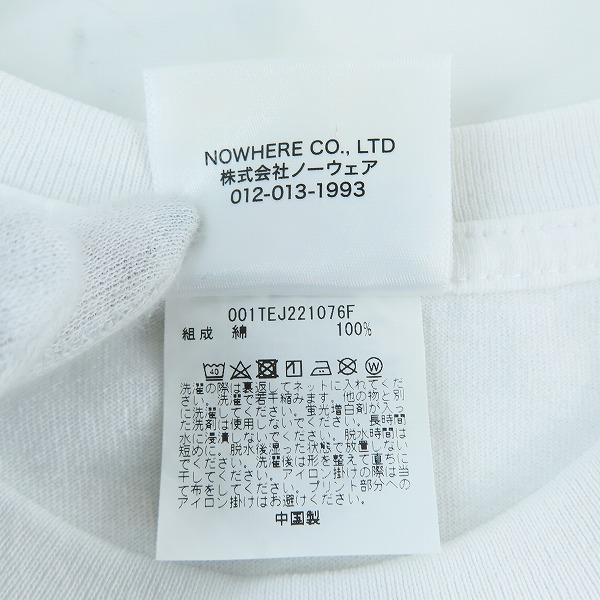 NOWHERE CO., LTD
株式会社ノーウェア
012-013-1993
001TEJ221076F
組成 綿 100%
40 W
洗濯の際は裏返してネットに入れてくだ
さい。洗濯で若干縮みます。他の物と別
に洗濯してください。蛍光増白剤が入っ
た洗剤は使用しないでください。長時間
水に浸漬しないでください。脱水時間は
短めに、脱水後湿った状態で放置しない
でください。洗濯後は形を整えて直ちに
干してください。アイロン掛けの際は当
て布をしてください。プリント部分への
アイロン掛けはお避けください。
中国製